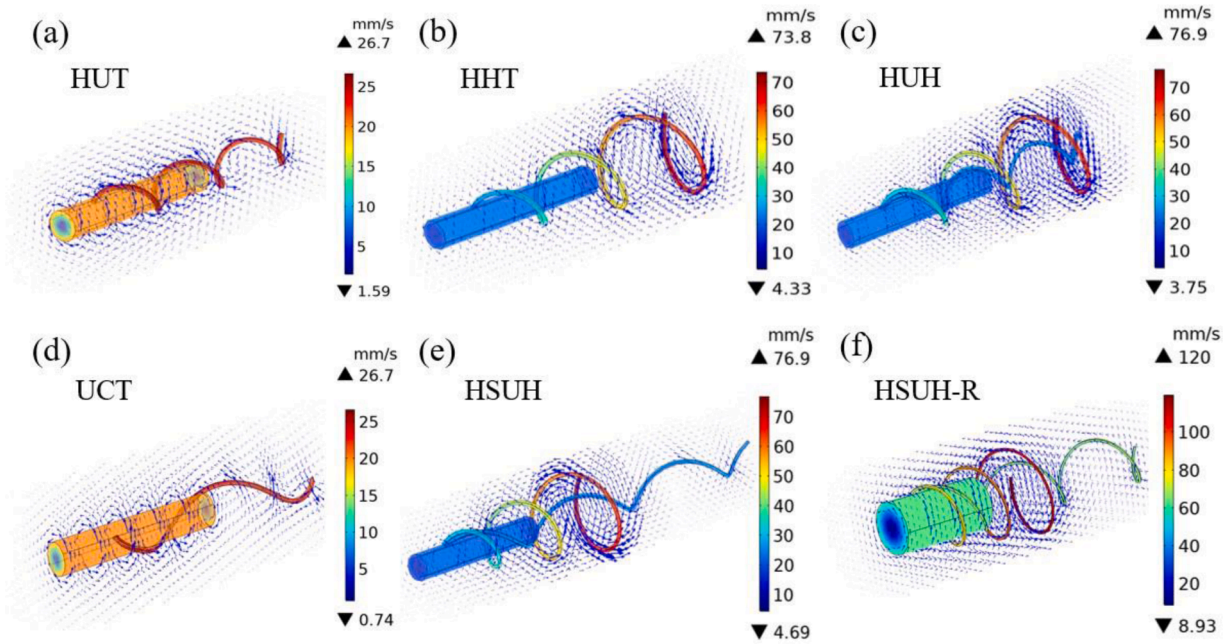 (a)
HUT
mm/s
▲ 26.7
25
20
15
10
5
▼ 1.59
(b)
HHT
mm/s
▲ 73.8
70
60
50
40
30
20
10
▼ 4.33
(c)
HUH
mm/s
▲ 76.9
70
60
50
40
30
20
10
▼ 3.75
(d)
UCT
mm/s
▲ 26.7
25
20
15
10
5
▼ 0.74
(e)
HSUH
mm/s
▲ 76.9
70
60
50
40
30
20
10
▼ 4.69
(f)
HSUH-R
mm/s
▲ 120
100
80
60
40
20
▼ 8.93